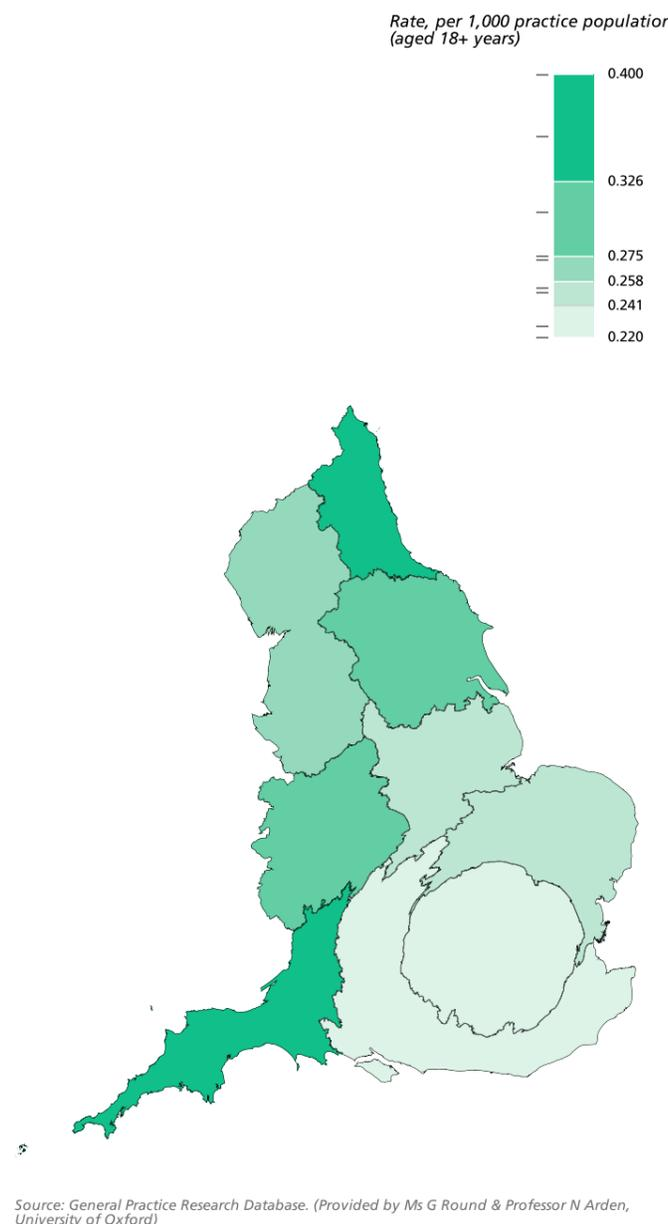 Rate, per 1,000 practice population
(aged 18+ years)
0.400
0.326
0.275
0.258
0.241
0.220
Source: General Practice Research Database. (Provided by Ms G Round & Professor N Arden,
University of Oxford)